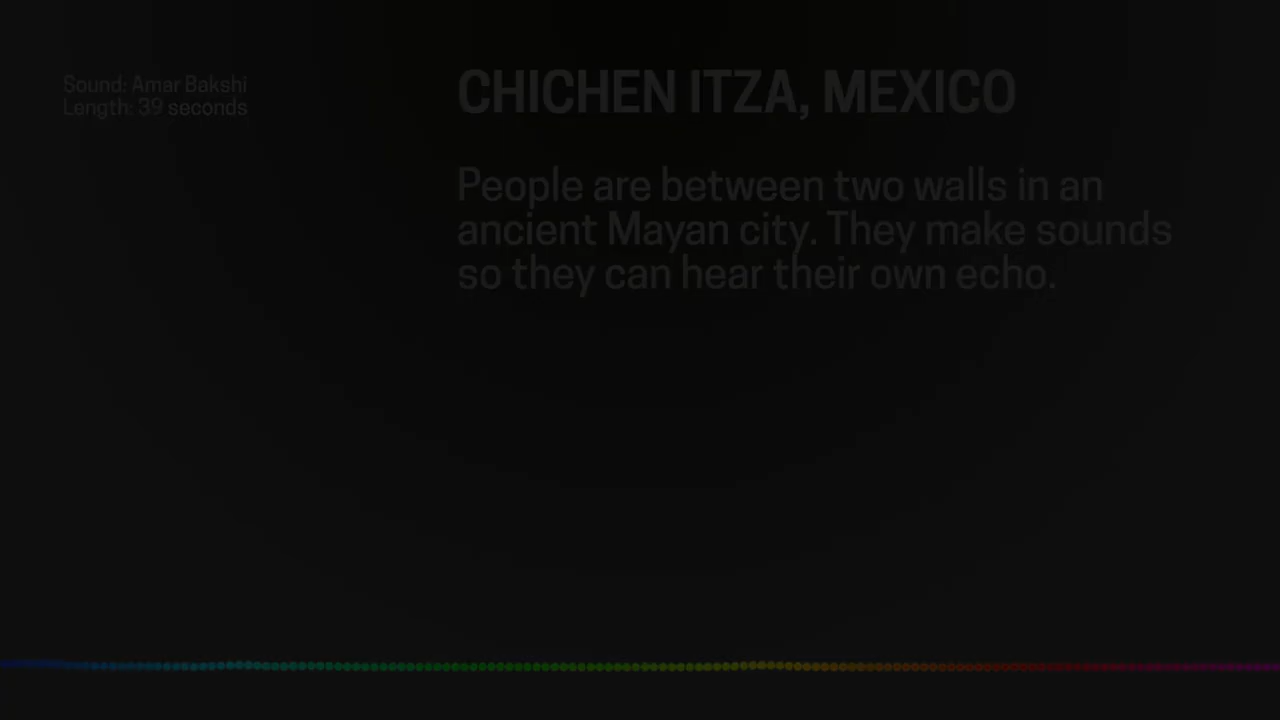 Sound: Amar Bakshi
Length: 39 seconds
CHICHEN ITZA, MEXICO
People are between two walls in an
ancient Mayan city. They make sounds
so they can hear their own echo.